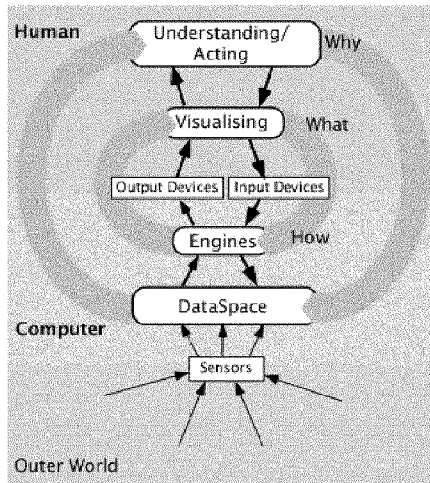 Human
Understanding/
Acting
Why
Visualising
What
Output Devices
Input Devices
Engines
How
DataSpace
Computer
Sensors
Outer World